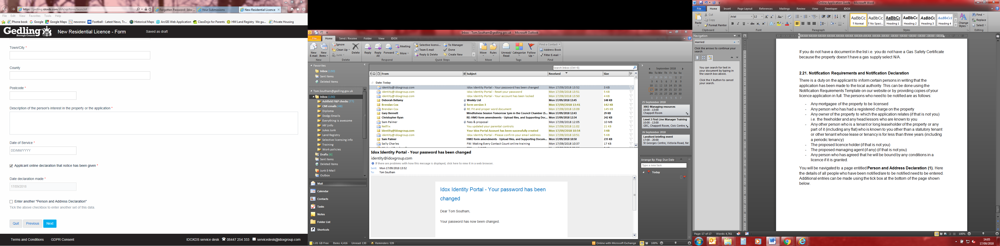 https://gedling.idoxds.com/dsfx/xp/form/launch#
Forgotten Password : Idox ...
Your Submissions
New Residential Licence
File Edit View Favorites Tools Help
Phone book
Google
Google Maps
newsnow
Football - Latest News, Tr...
Historical Maps
ArcGIS Web Application
ClassDojo for Parents
HM Land Registry We gu...
Private Housing
Gedling
Borough Council
New Residential Licence - Form
Saved as draft
Town/City *
County
Postcode *
Description of the person's interest in the property or the application *
Date of Service *
DD/MM/YYYY
Applicant online declaration that notice has been given *
Date declaration made *
17/09/2018
Enter another "Person and Address Declaration"
Tick the above checkbox to enter another set of this data.
Quit
Previous
Next
Terms and Conditions
GDPR Consent
IDOXDS service desk
08447 254 333
servicedesk@idoxgroup.com
Inbox - Tom.Southam@gedling.gov.uk - Microsoft Outlook
File Home Send / Receive Folder View IDOX
New E-mail
New Items
New
Ignore
Clean Up
Junk
Delete
Delete
Reply
Reply All
Forward
Meeting
More
Respond
Selective licensi...
Team E-mail
Reply & Delete
To Manager
Done
Create New
Quick Steps
Move
Rules
Move
Unread/ Read
Categorize
Follow Up
Tags
Find a Contact
Address Book
Filter E-mail
Find
Favorites
Inbox (130)
Sent Items
Deleted Items
Tom.Southam@gedling.gov.uk
Inbox (130)
Ashfield F&P checks (77)
CMI emails (48)
Diploma
Dodgy Emails
Everything is awesome
HR \info
Jukes Junk
Land Registry
Selective licensing info
Training
Work policies
Drafts [6]
Sent Items
Deleted Items
Junk E-Mail
Outbox
Mail
Calendar
Contacts
Tasks
Notes
Folder List
Shortcuts
Search Inbox (Ctrl+E)
From Subject Received Size
Date: Today
identity@idoxgroup.com Idox Identity Portal - Your password has been changed Mon 17/09/2018 13:52 3 KB
identity@idoxgroup.com Idox Identity Portal - Reset your password Mon 17/09/2018 13:51 5 KB
identity@idoxgroup.com Idox Identity Portal - Your account has been locked Mon 17/09/2018 13:50 4 KB
Deborah Bellamy Weekly List Mon 17/09/2018 13:45 148 KB
Brendan Cox form version 3 Mon 17/09/2018 13:41 142 KB
Brendan Cox RE: Fit and proper word document Mon 17/09/2018 13:09 145 KB
Gary Bennett Mindfulness Session Tomorrow 1pm in the Council Chamber (S... Mon 17/09/2018 12:43 29 KB
Christopher Ryan RE: HMO form amendments - Upload files, and Supporting Doc... Mon 17/09/2018 12:34 242 KB
Sam Palmer Fees & proposal Mon 17/09/2018 12:05 10 MB
Netflix You updated your parental controls Mon 17/09/2018 11:02 21 KB
identity@idoxgroup.com Your Idox Portal Account has been successfully created Mon 17/09/2018 10:54 3 KB
identity@idoxgroup.com Idox Identity Portal - Please confirm your email address Mon 17/09/2018 10:51 5 KB
Sam Palmer HMO form amendments - Upload files, and Supporting Docum... Mon 17/09/2018 10:50 235 KB
Sally Charles FW: Making Every Contact Count online training Mon 17/09/2018 10:37 17 KB
Idox Identity Portal - Your password has been changed
identity@idoxgroup.com
If there are problems with how this message is displayed, click here to view it in a web browser.
Sent: Mon 17/09/2018 13:52
To: Tom Southam
Idox Identity Portal - Your password has been
changed
Dear Tom Southam,
Your password has now been changed.
September 2018
Mo Tu We Th Fr Sa Su
27 28 29 30 31 1 2
3 4 5 6 7 8 9
10 11 12 13 14 15 16
17 18 19 20 21 22 23
24 25 26 27 28 29 30
1 2 3 4 5 6 7
25 September 2018
3002 Managing resources
10:00 - 13:00
Chappell Room
Level 3 First Line Manager Training
10:00 - 13:00
GBC, Chappell Room, Civic Centre,
26 September 2018
Landlord briefing event
17:00 - 20:00
St Georges Centre, Victoria Road, Ne
Arrange By: Flag: Due Date
Type a new task
Today
1.01 GB Free Items: 4,416 Unread: 130 Reminders: 539
Online with Microsoft Exchange
100%
Online Application Guide - Microsoft Word
File Home Insert Page Layout References Mailings Review View Developer IDOX
Paste
Cut
Copy
Format Painter
Clipboard
Arial 12
Font
Paragraph
¶ Normal
¶ No Spaci...
Heading 1
Heading 2
Heading 3
Heading 4
Change Styles
Styles
Find
Replace
Select
Editing
Navigation
married
Click the arrows to continue your
search
You can search for text in
your document by typing in
the search box above.
Click the X button to cancel
your search.
If you do not have a document in the list i.e. you do not have a Gas Safety Certificate
because the property doesn't have a gas supply select N/A.
2.21. Notification Requirements and Notification Declaration
There is a duty on the applicant to inform certain persons in writing that the
application has been made to the local authority. This can be done using the
Notification Requirements Template on our website or by providing copies of your
licence application in full. The persons who need to be notified are as follows:
- Any mortgagee of the property to be licensed
- Any person who has had a registered charge on the property
- Any owner of the property to which the application relates (if that is not you)
i.e. the freeholder and any head lessors who are known to you
- Any other person who is a tenant or long leaseholder of the property or any
part of it (including any flat) who is known to you other than a statutory tenant
or other tenant whose lease or tenancy is for less than three years (including
a periodic tenancy)
- The proposed licence holder (if that is not you)
- The proposed managing agent (if any) (if that is not you)
- Any person who has agreed that he will be bound by any conditions in a
licence if it is granted.
You will be navigated to a page entitled Person and Address Declaration (1). Here
the details of all people who have been notified/are to be notified need to be entered.
Additional entries can be made using the tick box at the bottom of the page shown
below.
Page: 17 of 17 Words: 4,761
100%
14:05
17/09/2018